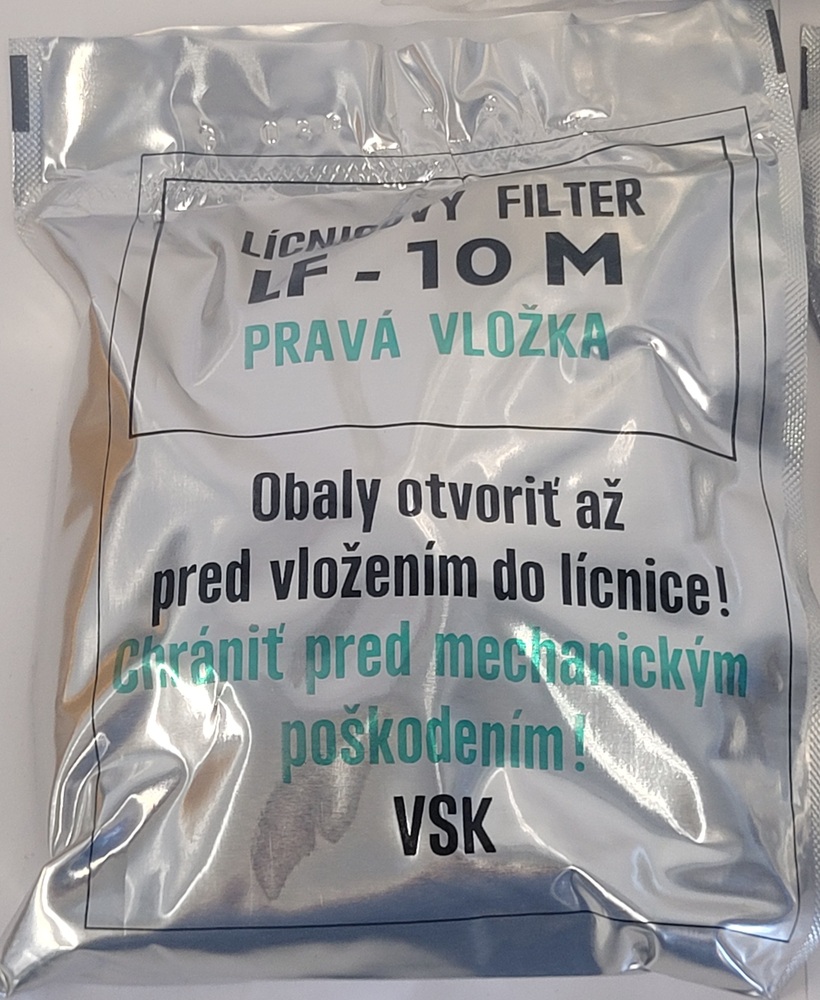 LÍCNICOVÝ FILTER
LF - 10 M
PRAVÁ VLOŽKA
Obaly otvoriť až
pred vložením do lícnice!
Chrániť pred mechanickým
poškodením!
VSK